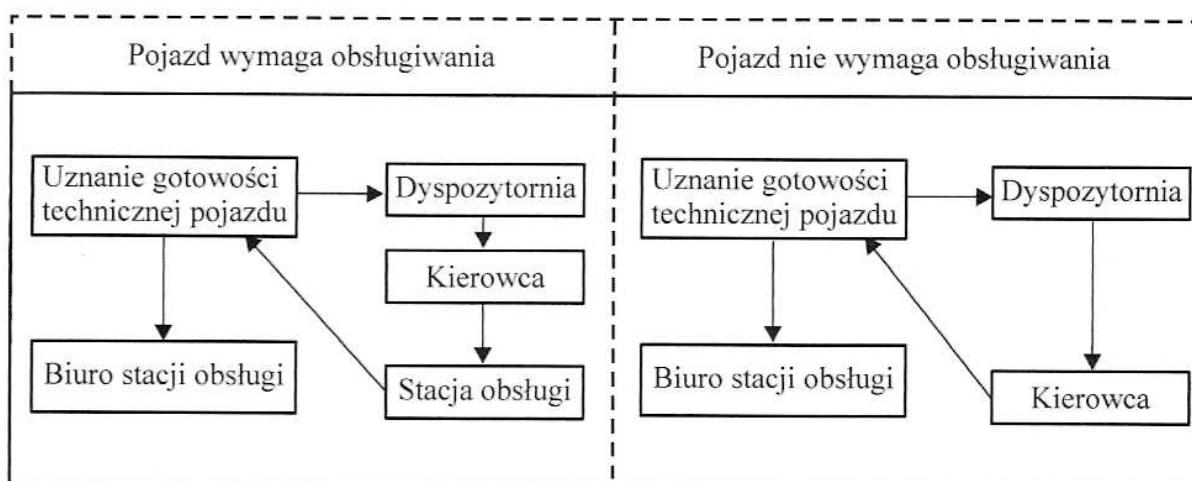 Pojazd wymaga obsługiwania
Uznanie gotowości
technicznej pojazdu
Dyspozytornia
Kierowca
Biuro stacji obsługi
Stacja obsługi
Pojazd nie wymaga obsługiwania
Uznanie gotowości
technicznej pojazdu
Dyspozytornia
Biuro stacji obsługi
Kierowca